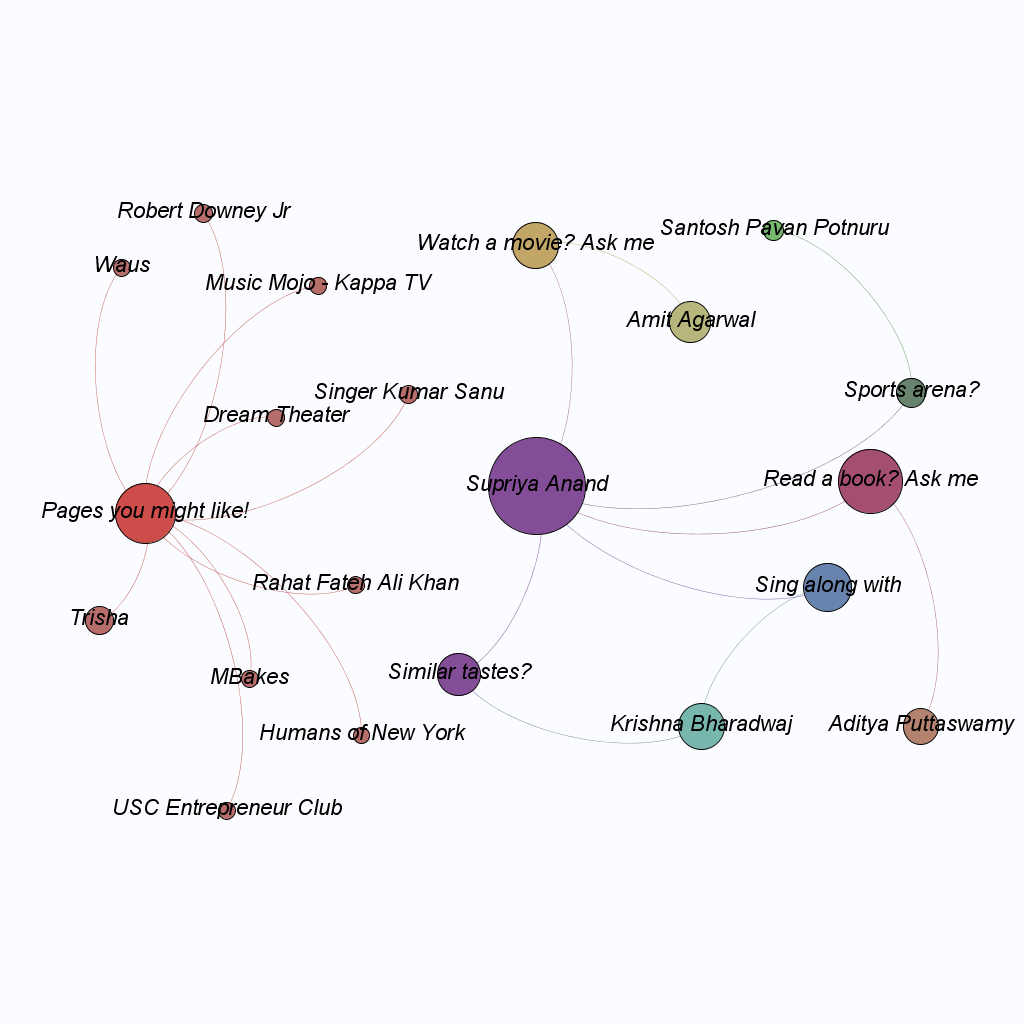 Robert Downey Jr
Waus
Music Mojo - Kappa TV
Watch a movie? Ask me
Santosh Pavan Potnuru
Amit Agarwal
Singer Kumar Sanu
Dream Theater
Sports arena?
Supriya Anand
Read a book? Ask me
Pages you might like!
Rahat Fateh Ali Khan
Sing along with
Trisha
MBakes
Similar tastes?
Humans of New York
Krishna Bharadwaj
Aditya Puttaswamy
USC Entrepreneur Club